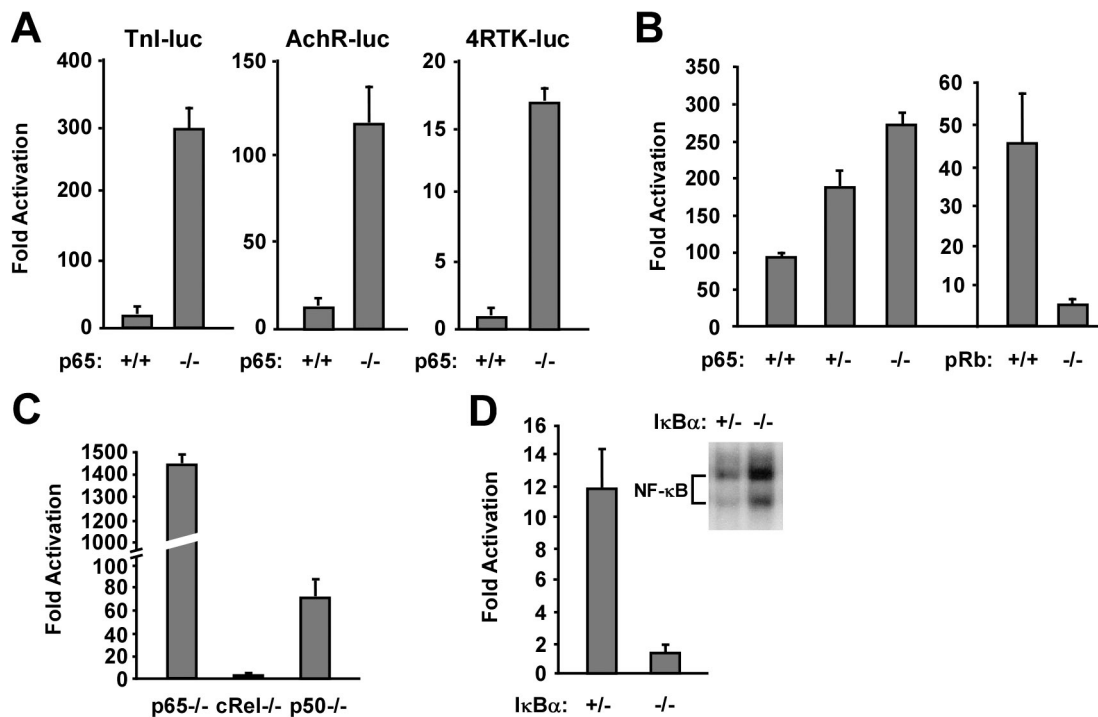 A
TnI-luc
AchR-luc
4RTK-luc
Fold Activation
400
300
200
100
0
150
100
50
0
20
15
10
5
0
p65: +/+ -/-
p65: +/+ -/-
p65: +/+ -/-
B
Fold Activation
350
300
250
200
150
100
50
0
60
50
40
30
20
10
p65: +/+ +/- -/-
pRb: +/+ -/-
C
Fold Activation
1500
1400
1300
1200
1000
100
80
60
40
20
0
p65-/- cRel-/- p50-/-
D
Fold Activation
16
14
12
10
8
6
4
2
0
IκBα: +/- -/-
IκBα: +/- -/-
NF-κB